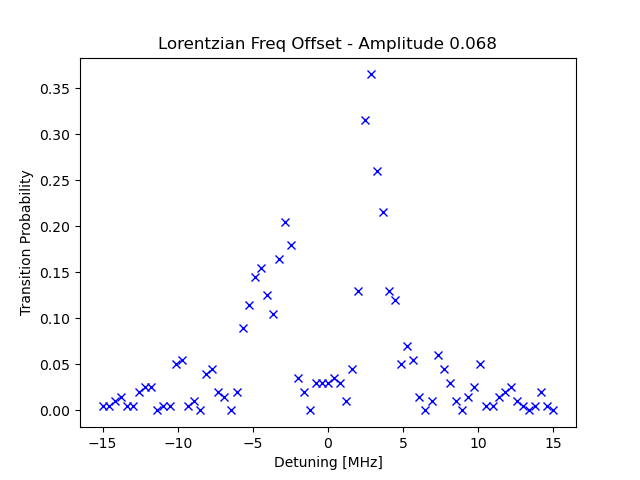 Lorentzian Freq Offset - Amplitude 0.068
Transition Probability
0.35
0.30
0.25
0.20
0.15
0.10
0.05
0.00
−15 −10 −5 0 5 10 15
Detuning [MHz]